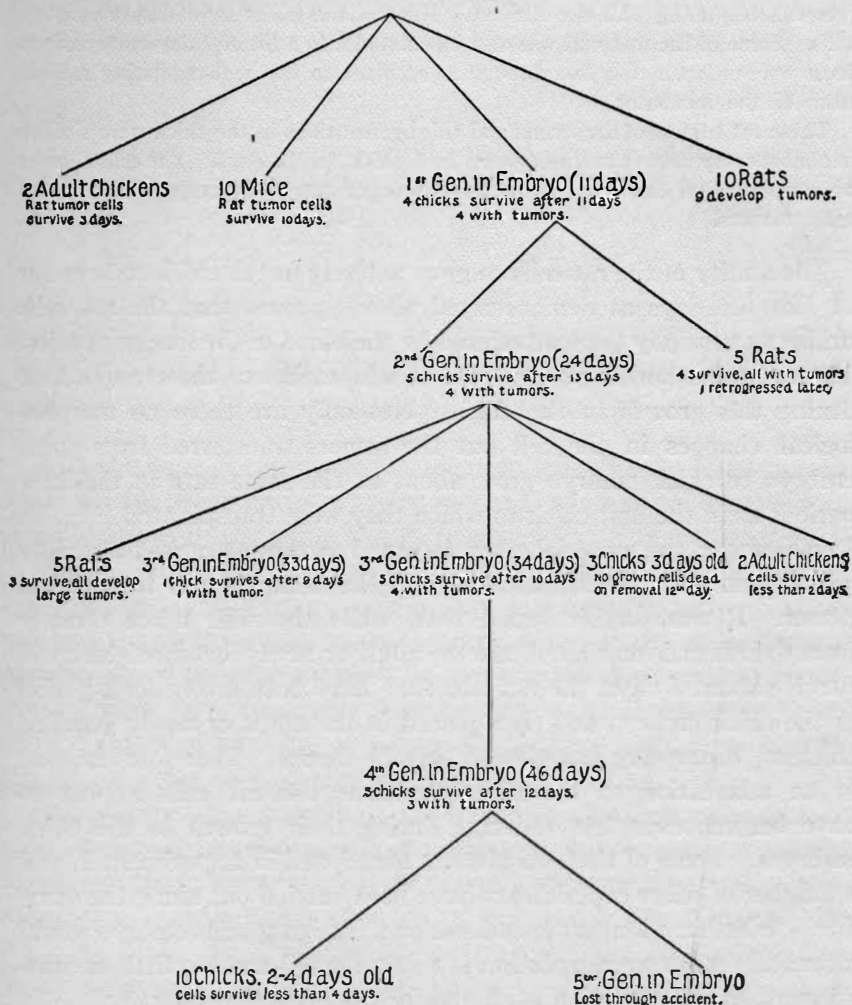 2 Adult Chickens
Rat tumor cells
survive 3 days.
10 Mice
Rat tumor cells
survive 10 days.
1st Gen. in Embryo (11 days)
4 chicks survive after 11 days
4 with tumors.
10 Rats
9 develop tumors.
2nd Gen. in Embryo (24 days)
5 chicks survive after 13 days
4 with tumors.
5 Rats
4 survive, all with tumors
1 retrogressed later,
5 Rats
3 survive, all develop
large tumors.
3rd Gen. in Embryo (33 days)
1 chick survives after 9 days
1 with tumor.
3rd Gen. in Embryo (34 days)
5 chicks survive after 10 days
4 with tumors.
3 Chicks 3 days old
No growth, cells dead
on removal 12th day.
2 Adult Chickens
Cells survive
less than 2 days.
4th Gen. in Embryo (46 days)
3 chicks survive after 12 days,
3 with tumors.
10 Chicks, 2-4 days old
cells survive less than 4 days.
5th Gen. in Embryo
Lost through accident.